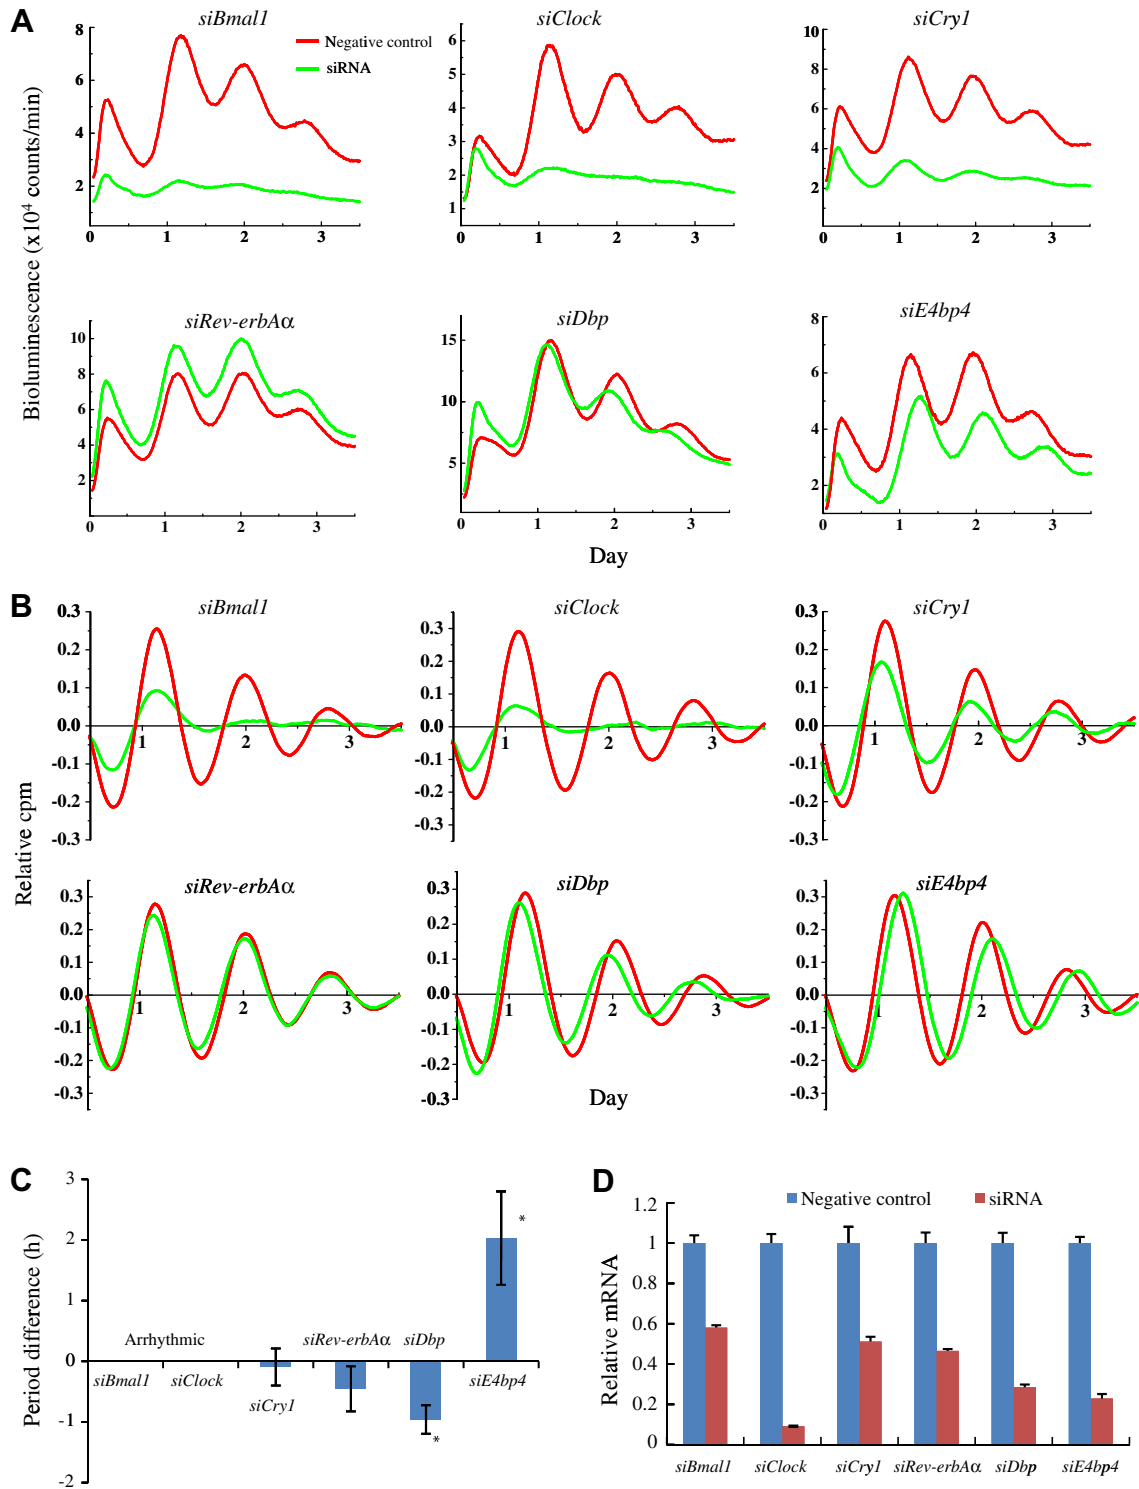 A
siBmal1
siClock
siCry1
Negative control
siRNA
8
6
4
2
0 1 2 3
6
5
4
3
2
1
0 1 2 3
10
8
6
4
2
0 1 2 3
Bioluminescence (x10⁴ counts/min)
siRev-erbAα
siDbp
siE4bp4
10
8
6
4
2
0 1 2 3
15
10
5
0 1 2 3
8
6
4
2
0 1 2 3
Day
B
siBmal1
siClock
siCry1
0.3
0.2
0.1
0.0
-0.1
-0.2
-0.3
1 2 3
0.3
0.2
0.1
0.0
-0.1
-0.2
-0.3
1 2 3
0.3
0.2
0.1
0.0
-0.1
-0.2
-0.3
1 2 3
Relative cpm
siRev-erbAα
siDbp
siE4bp4
0.3
0.2
0.1
0.0
-0.1
-0.2
-0.3
1 2 3
0.3
0.2
0.1
0.0
-0.1
-0.2
-0.3
1 2 3
0.3
0.2
0.1
0.0
-0.1
-0.2
-0.3
1 2 3
Day
C
Period difference (h)
3
2
1
0
-1
-2
Arrhythmic
siRev-erbAα
siDbp
siBmal1
siClock
siCry1
siE4bp4
*
*
D
Negative control
siRNA
Relative mRNA
1.2
1
0.8
0.6
0.4
0.2
0
siBmal1 siClock siCry1 siRev-erbAα siDbp siE4bp4